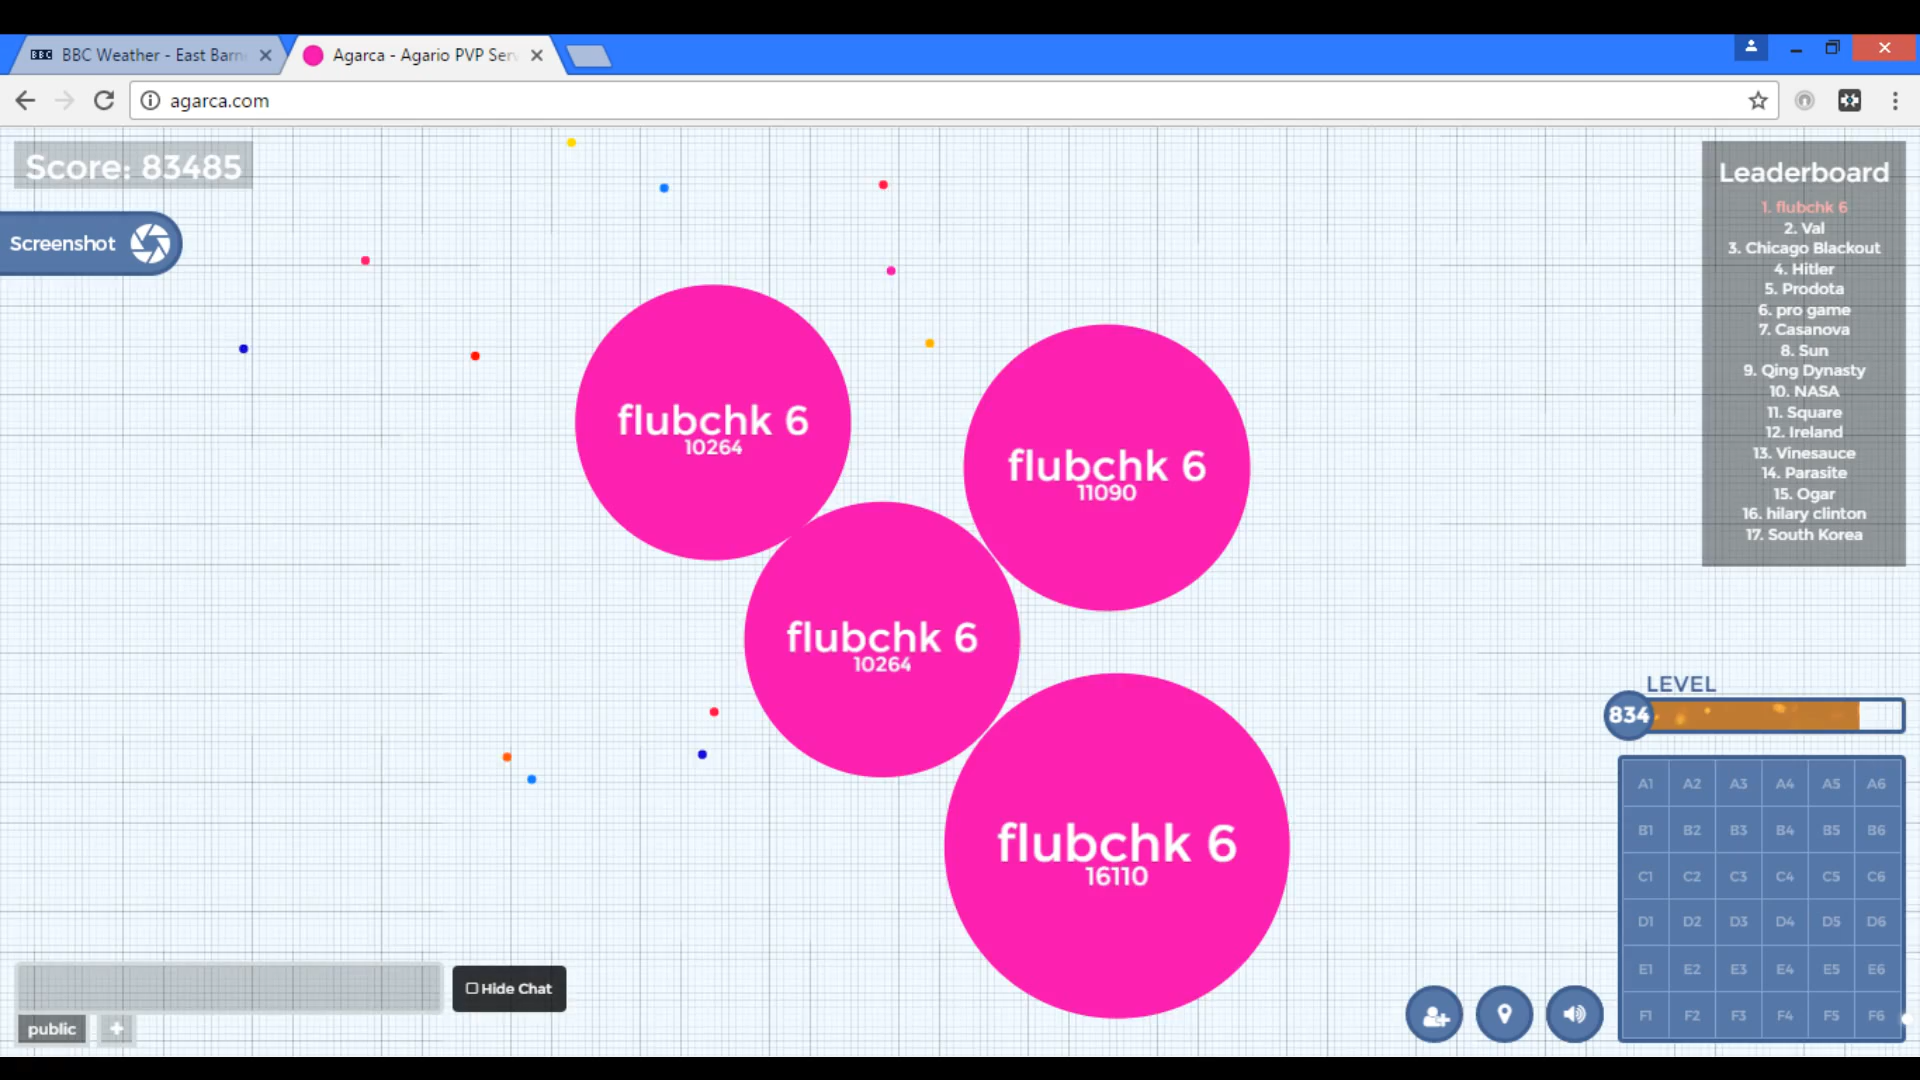 BBC BBC Weather - East Barn
Agarca - Agario PVP Ser
agarca.com
Score: 83485
Screenshot
Leaderboard
1. flubchk 6
2. Val
3. Chicago Blackout
4. Hitler
5. Prodota
6. pro game
7. Casanova
8. Sun
9. Qing Dynasty
10. NASA
11. Square
12. Ireland
13. Vinesauce
14. Parasite
15. Ogar
16. hilary clinton
17. South Korea
flubchk 6
10264
flubchk 6
11090
flubchk 6
10264
flubchk 6
16110
LEVEL
834
A1 A2 A3 A4 A5 A6
B1 B2 B3 B4 B5 B6
C1 C2 C3 C4 C5 C6
D1 D2 D3 D4 D5 D6
E1 E2 E3 E4 E5 E6
F1 F2 F3 F4 F5 F6
Hide Chat
public +